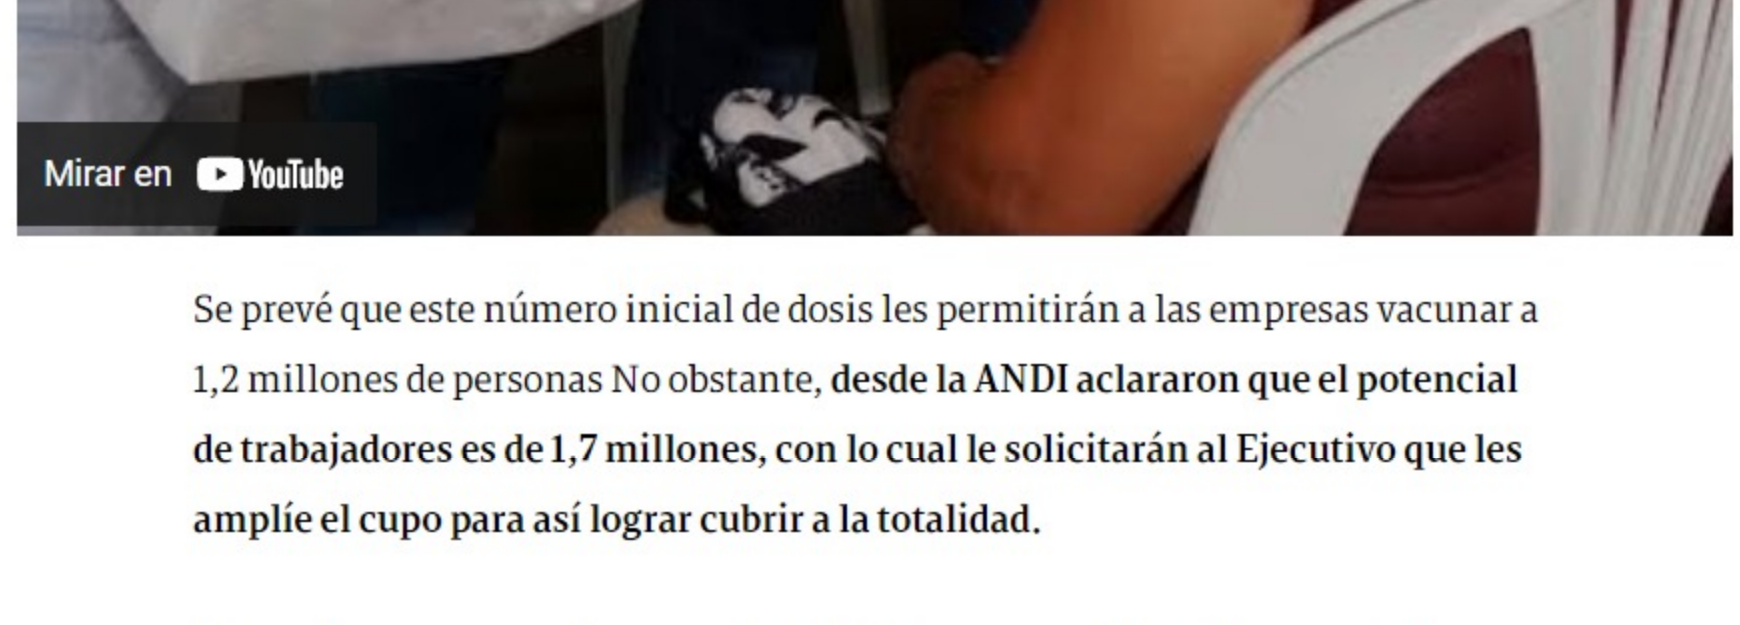 Mirar en YouTube
Se prevé que este número inicial de dosis les permitirán a las empresas vacunar a
1,2 millones de personas No obstante, desde la ANDI aclararon que el potencial
de trabajadores es de 1,7 millones, con lo cual le solicitarán al Ejecutivo que les
amplíe el cupo para así lograr cubrir a la totalidad.